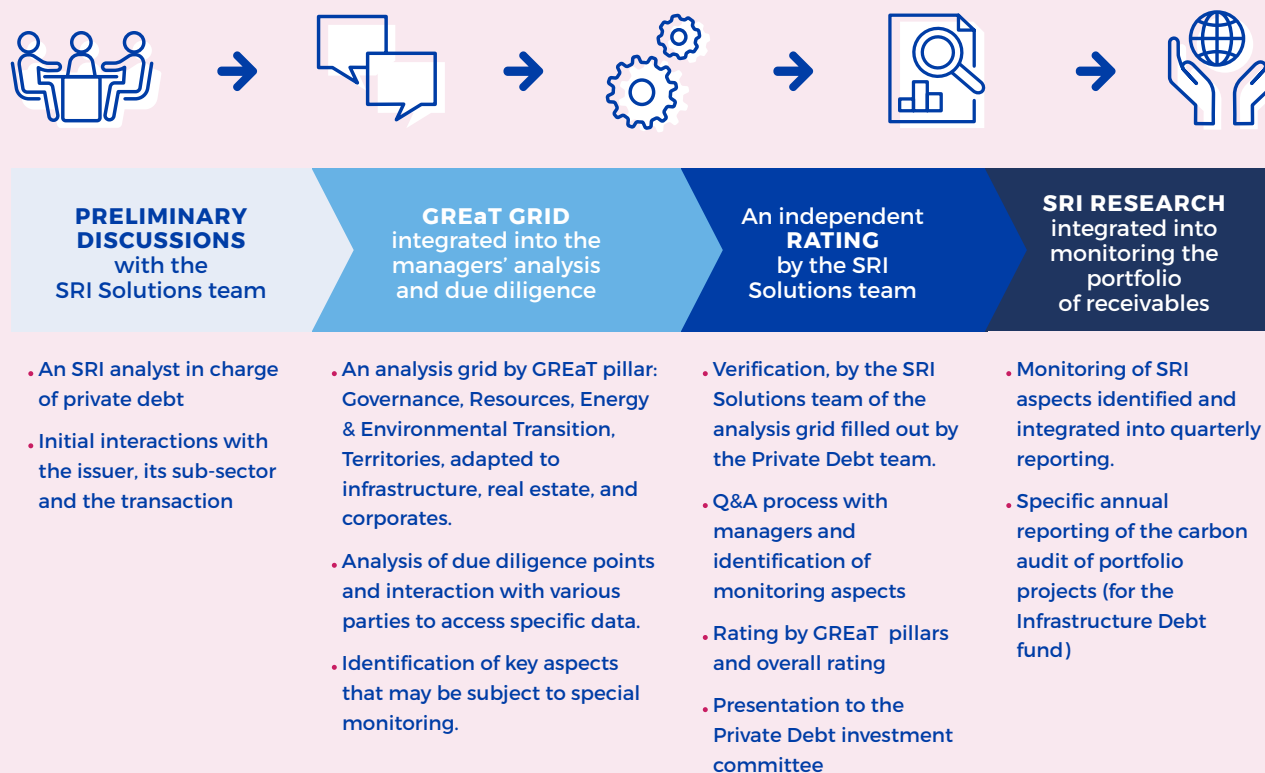 PRELIMINARY
DISCUSSIONS
with the
SRI Solutions team
GREaT GRID
integrated into the
managers’ analysis
and due diligence
An independent
RATING
by the SRI
Solutions team
SRI RESEARCH
integrated into
monitoring the
portfolio
of receivables
• An SRI analyst in charge
of private debt
• Initial interactions with
the issuer, its sub-sector
and the transaction
• An analysis grid by GREaT pillar:
Governance, Resources, Energy
& Environmental Transition,
Territories, adapted to
infrastructure, real estate, and
corporates.
• Analysis of due diligence points
and interaction with various
parties to access specific data.
• Identification of key aspects
that may be subject to special
monitoring.
• Verification, by the SRI
Solutions team of the
analysis grid filled out by
the Private Debt team.
• Q&A process with
managers and
identification of
monitoring aspects
• Rating by GREaT pillars
and overall rating
• Presentation to the
Private Debt investment
committee
• Monitoring of SRI
aspects identified and
integrated into quarterly
reporting.
• Specific annual
reporting of the carbon
audit of portfolio
projects (for the
Infrastructure Debt
fund)